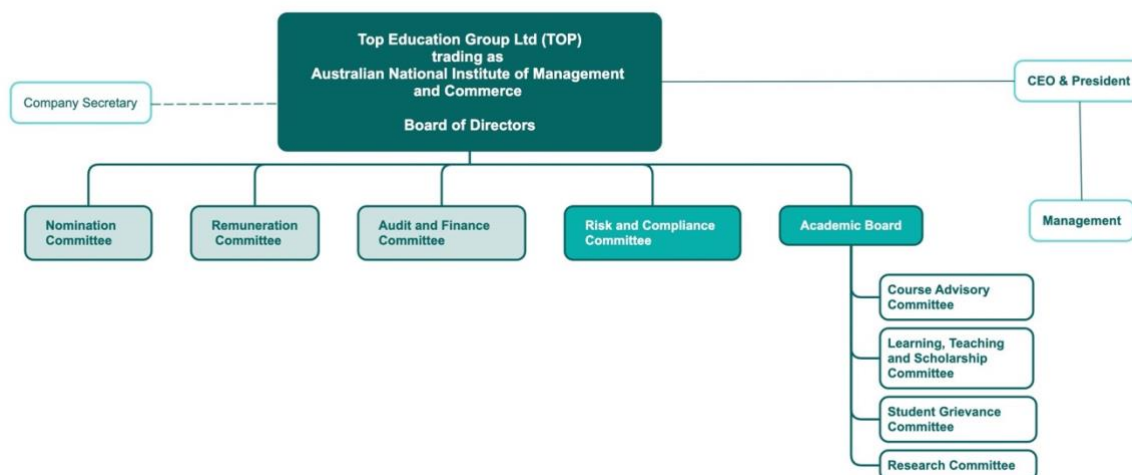 Top Education Group Ltd (TOP)
trading as
Australian National Institute of Management
and Commerce
Board of Directors
Company Secretary
CEO & President
Management
Nomination
Committee
Remuneration
Committee
Audit and Finance
Committee
Risk and Compliance
Committee
Academic Board
Course Advisory
Committee
Learning, Teaching
and Scholarship
Committee
Student Grievance
Committee
Research Committee